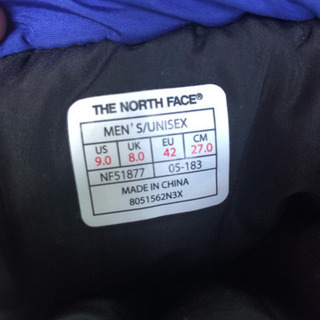 THE NORTH FACE®
MEN'S/UNISEX
US UK EU CM
9.0 8.0 42 27.0
NF51877 05-183
MADE IN CHINA
8051562N3X